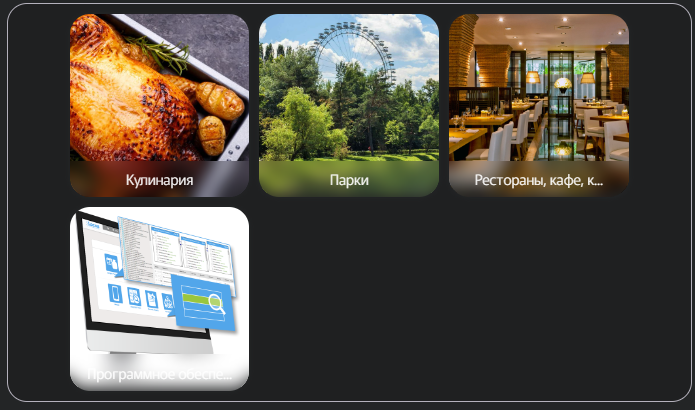 Кулинария
Парки
Рестораны, кафе, к...
Программное обеспе...